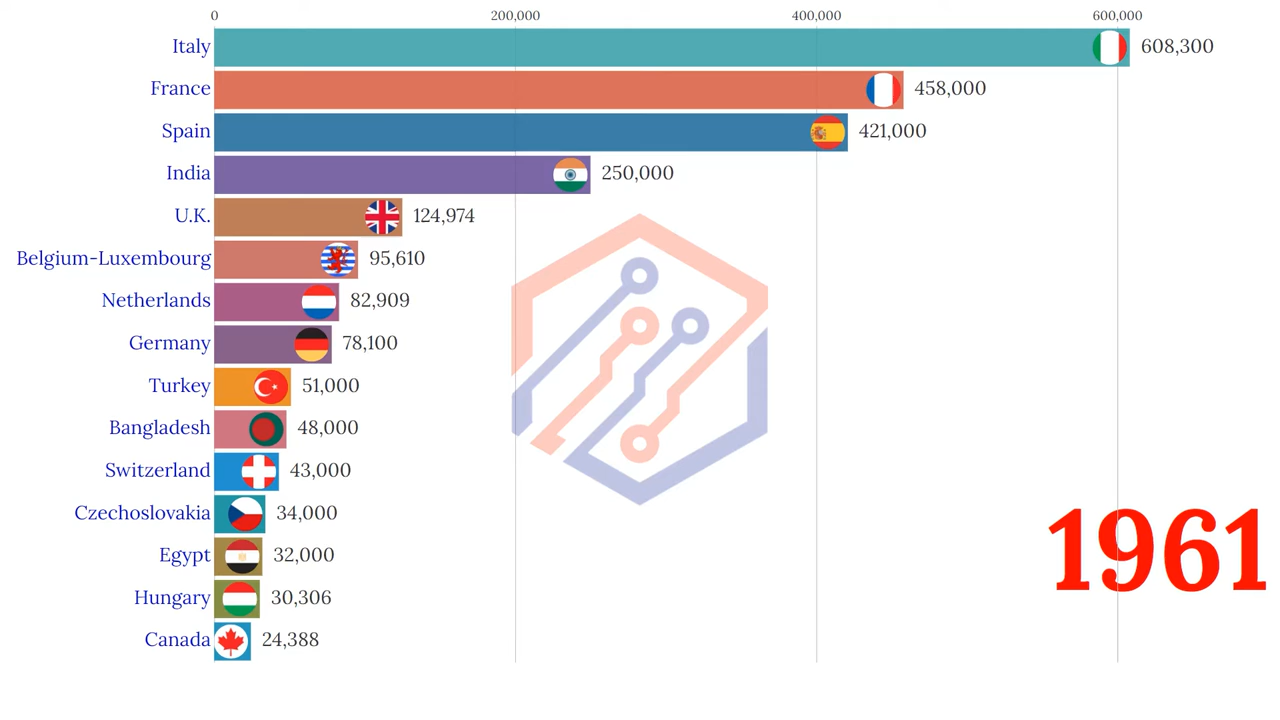 0 200,000 400,000 600,000
Italy 608,300
France 458,000
Spain 421,000
India 250,000
U.K. 124,974
Belgium-Luxembourg 95,610
Netherlands 82,909
Germany 78,100
Turkey 51,000
Bangladesh 48,000
Switzerland 43,000
Czechoslovakia 34,000
Egypt 32,000
Hungary 30,306
Canada 24,388
1961